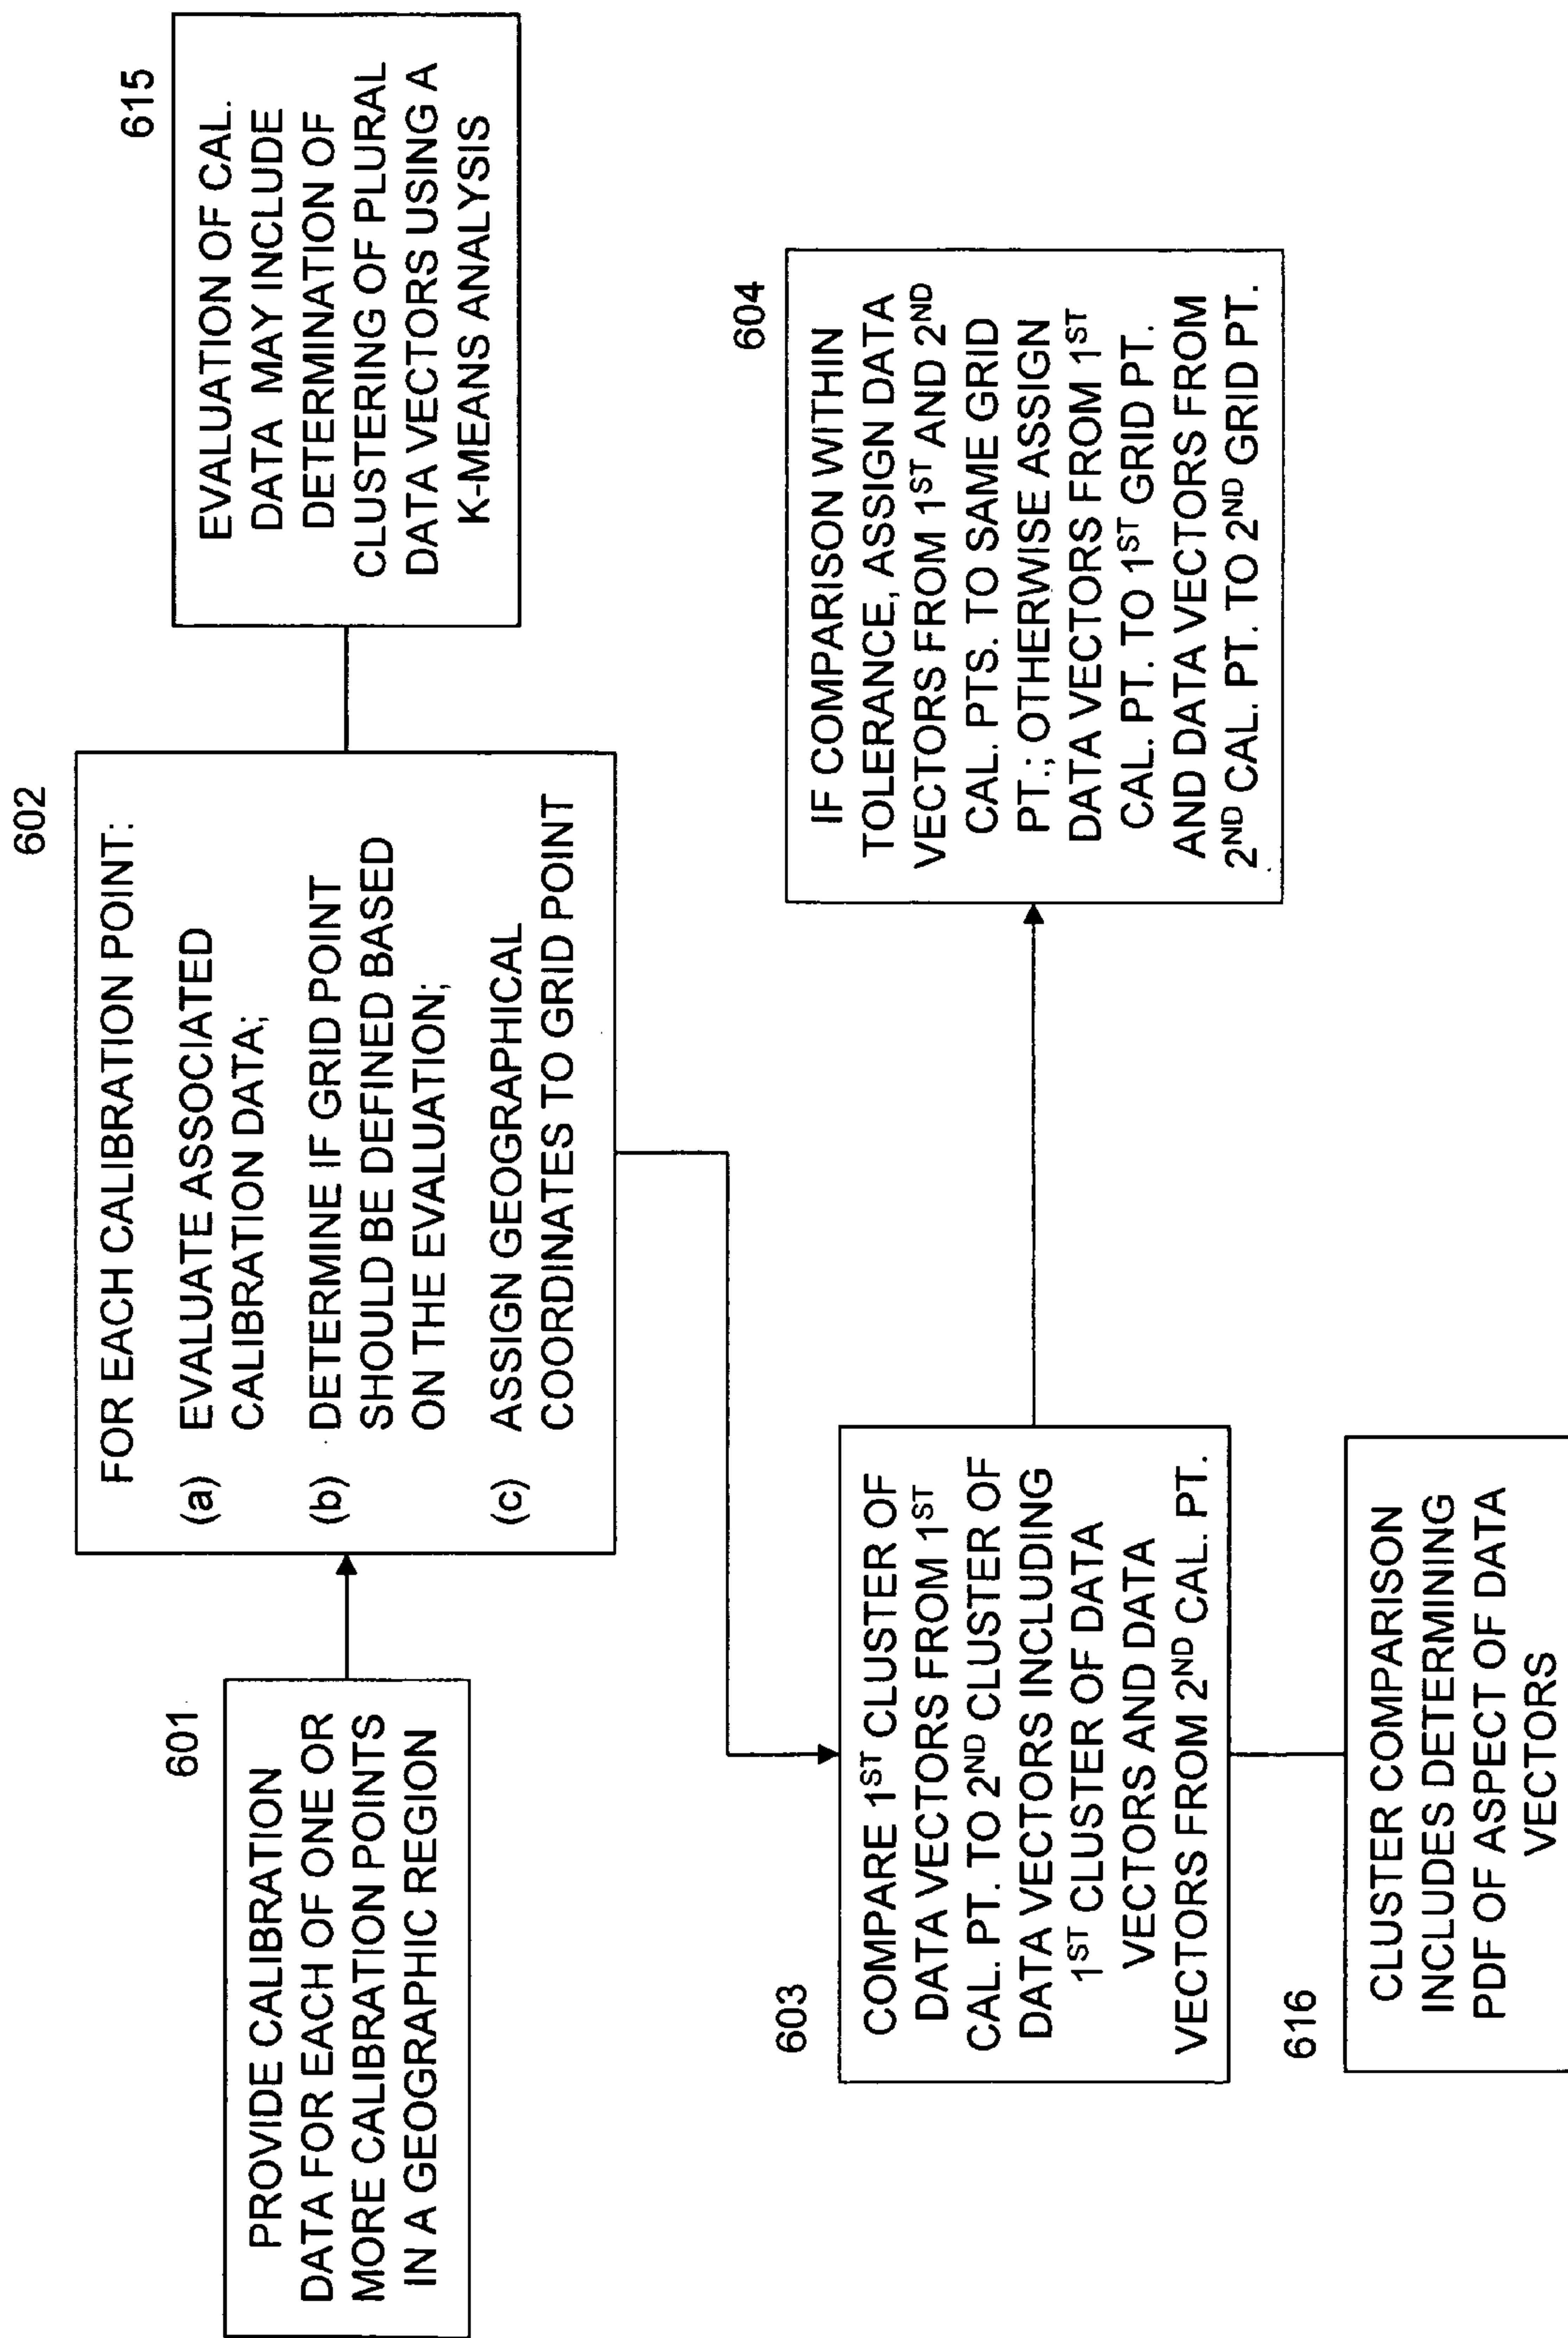 601
PROVIDE CALIBRATION
DATA FOR EACH OF ONE OR
MORE CALIBRATION POINTS
IN A GEOGRAPHIC REGION
602
FOR EACH CALIBRATION POINT:
(a) EVALUATE ASSOCIATED
CALIBRATION DATA;
(b) DETERMINE IF GRID POINT
SHOULD BE DEFINED BASED
ON THE EVALUATION;
(c) ASSIGN GEOGRAPHICAL
COORDINATES TO GRID POINT
615
EVALUATION OF CAL.
DATA MAY INCLUDE
DETERMINATION OF
CLUSTERING OF PLURAL
DATA VECTORS USING A
K-MEANS ANALYSIS
603
COMPARE 1ST CLUSTER OF
DATA VECTORS FROM 1ST
CAL. PT. TO 2ND CLUSTER OF
DATA VECTORS INCLUDING
1ST CLUSTER OF DATA
VECTORS AND DATA
VECTORS FROM 2ND CAL. PT.
604
IF COMPARISON WITHIN
TOLERANCE, ASSIGN DATA
VECTORS FROM 1ST AND 2ND
CAL. PTS. TO SAME GRID
PT.; OTHERWISE ASSIGN
DATA VECTORS FROM 1ST
CAL. PT. TO 1ST GRID PT.
AND DATA VECTORS FROM
2ND CAL. PT. TO 2ND GRID PT.
616
CLUSTER COMPARISON
INCLUDES DETERMINING
PDF OF ASPECT OF DATA
VECTORS